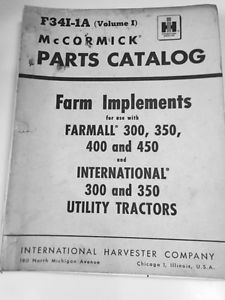 F34I-1A (Volume I)
McCORMICK®
PARTS CATALOG
Farm Implements
for use with
FARMALL® 300, 350,
400 and 450
and
INTERNATIONAL®
300 and 350
UTILITY TRACTORS
INTERNATIONAL HARVESTER COMPANY
180 North Michigan Avenue Chicago 1, Illinois, U.S.A.